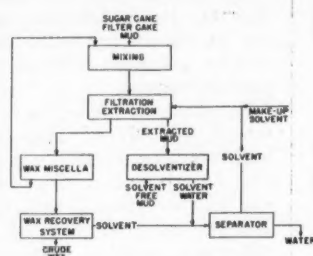 SUGAR CANE
FILTER CAKE
MUD
MIXING
FILTRATION
EXTRACTION
MAKE-UP
SOLVENT
EXTRACTED
MUD
SOLVENT
WAX MISCELLA
DESOLVENTIZER
SOLVENT
FREE
MUD
SOLVENT
WATER
WAX RECOVERY
SYSTEM
SOLVENT
SEPARATOR
WATER
CRUDE